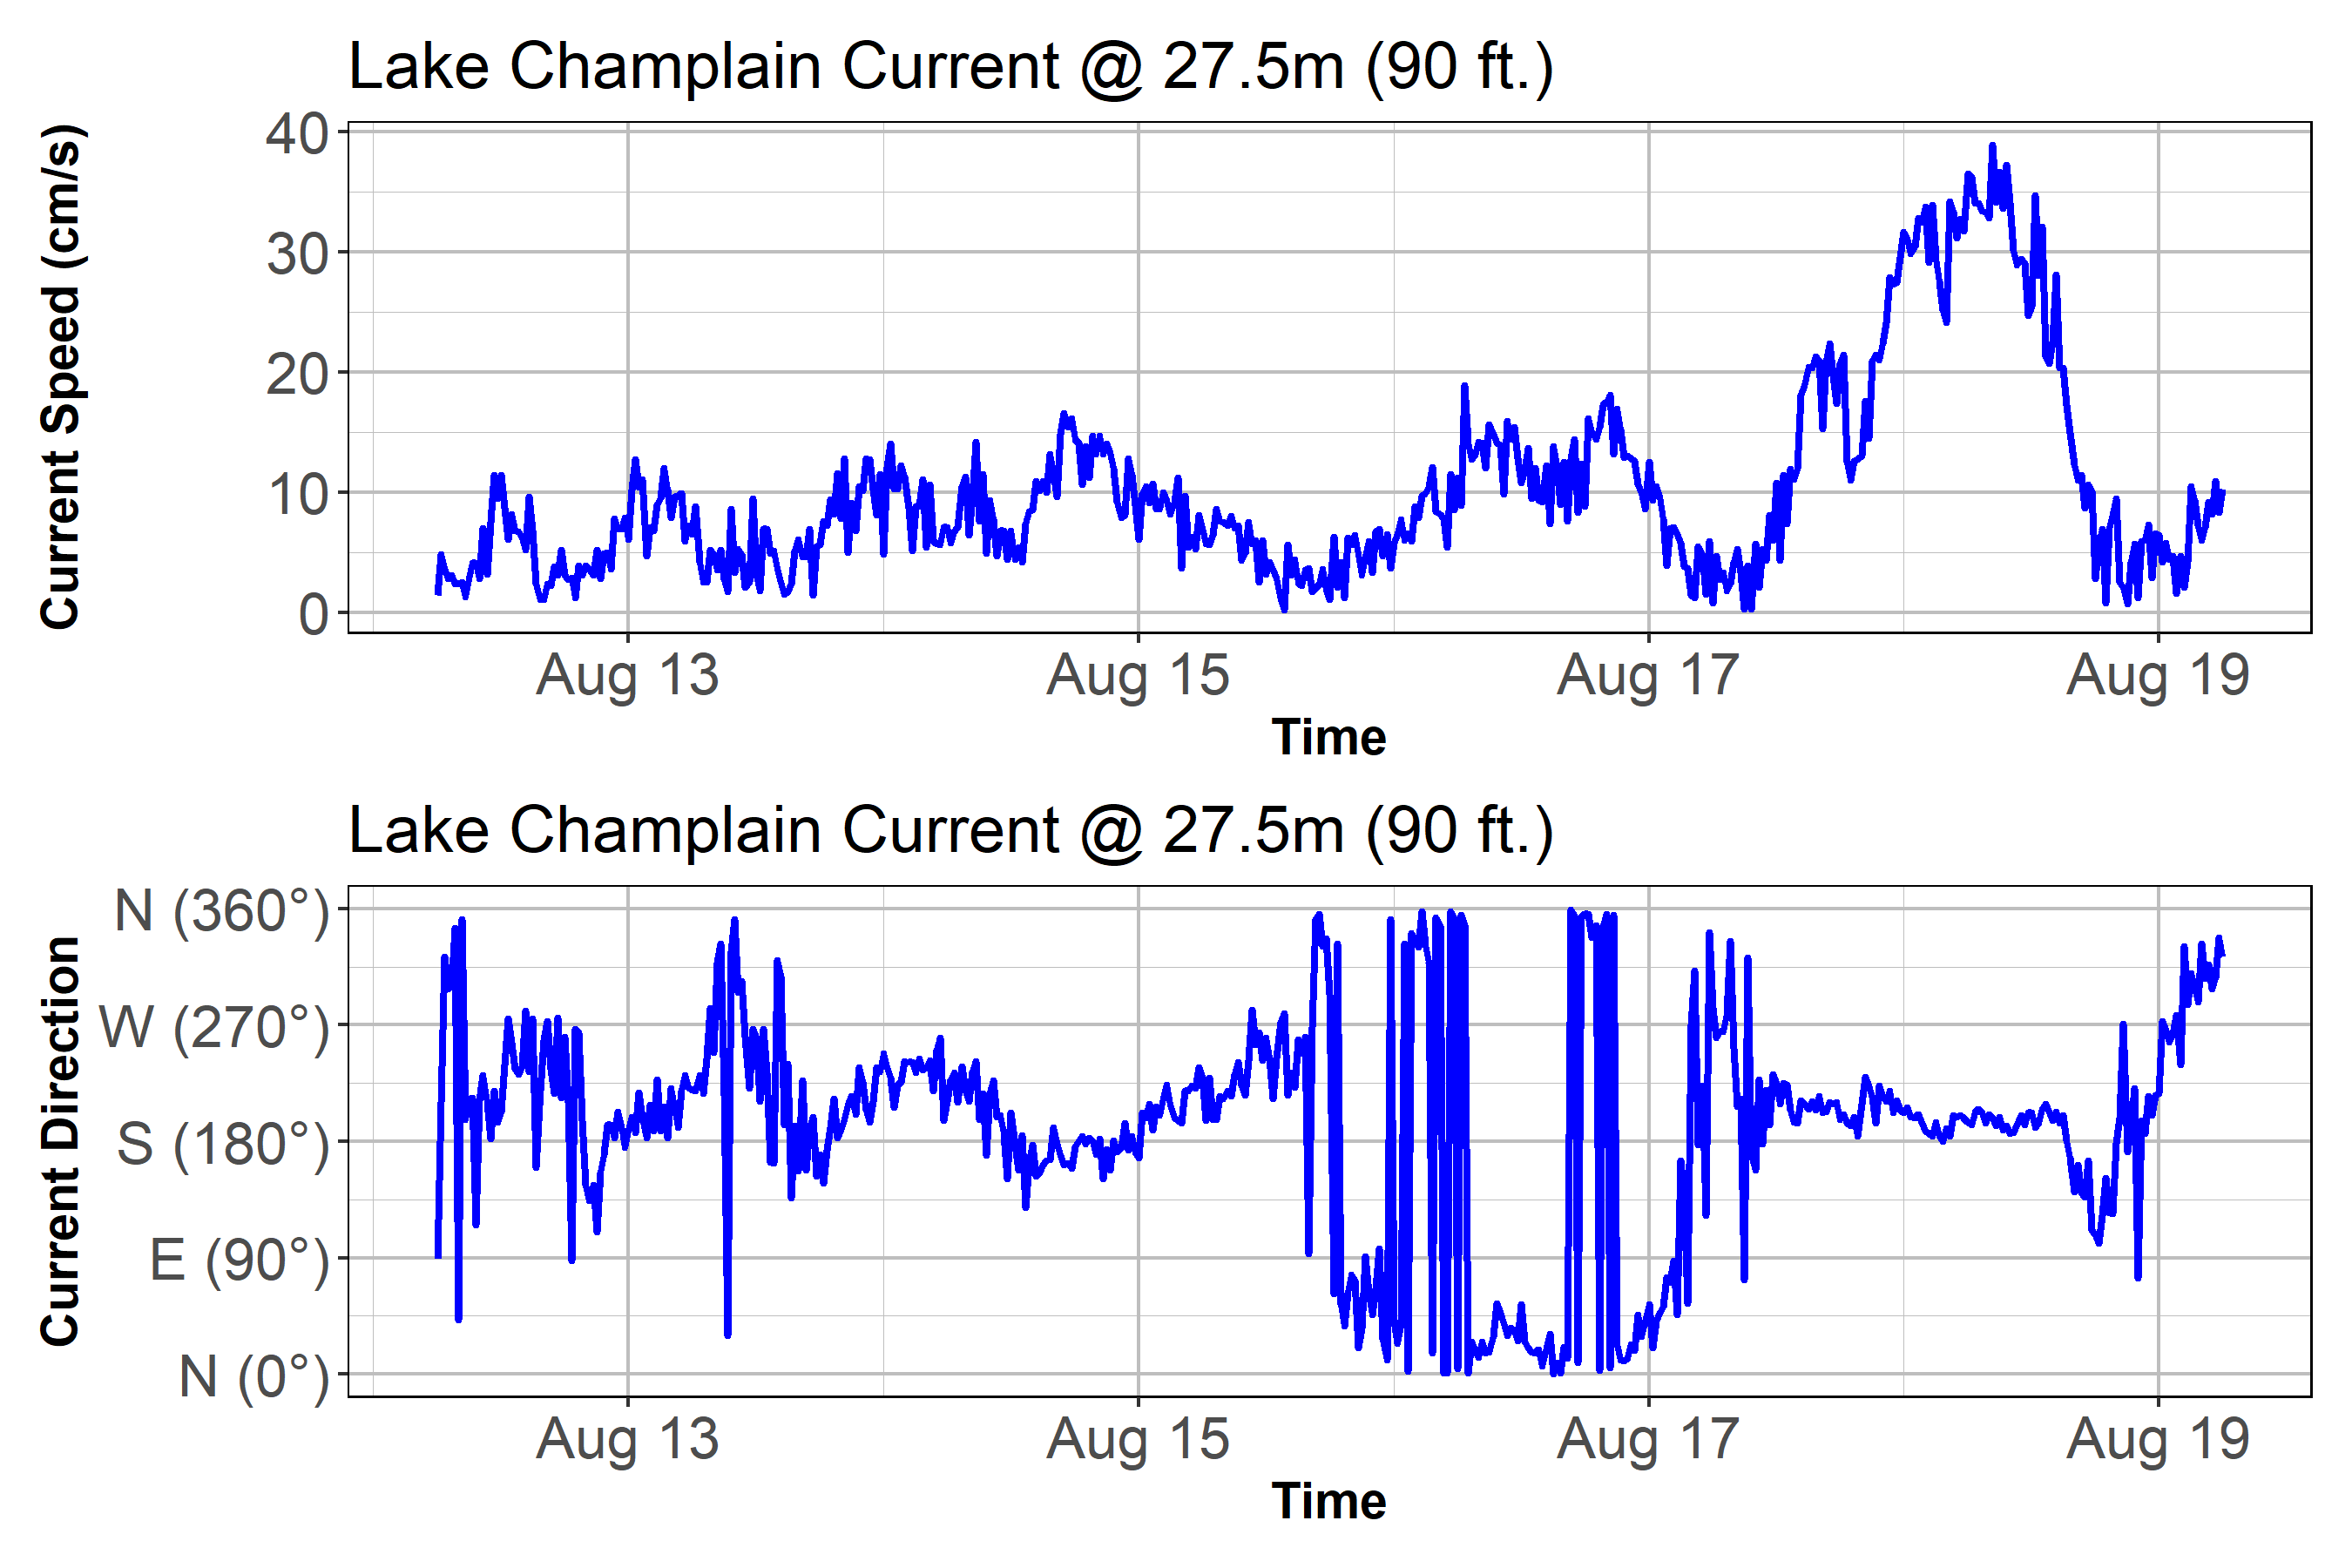 Lake Champlain Current @ 27.5m (90 ft.)
Current Speed (cm/s)
40
30
20
10
0
Aug 13 Aug 15 Aug 17 Aug 19
Time
Lake Champlain Current @ 27.5m (90 ft.)
Current Direction
N (360°)
W (270°)
S (180°)
E (90°)
N (0°)
Aug 13 Aug 15 Aug 17 Aug 19
Time